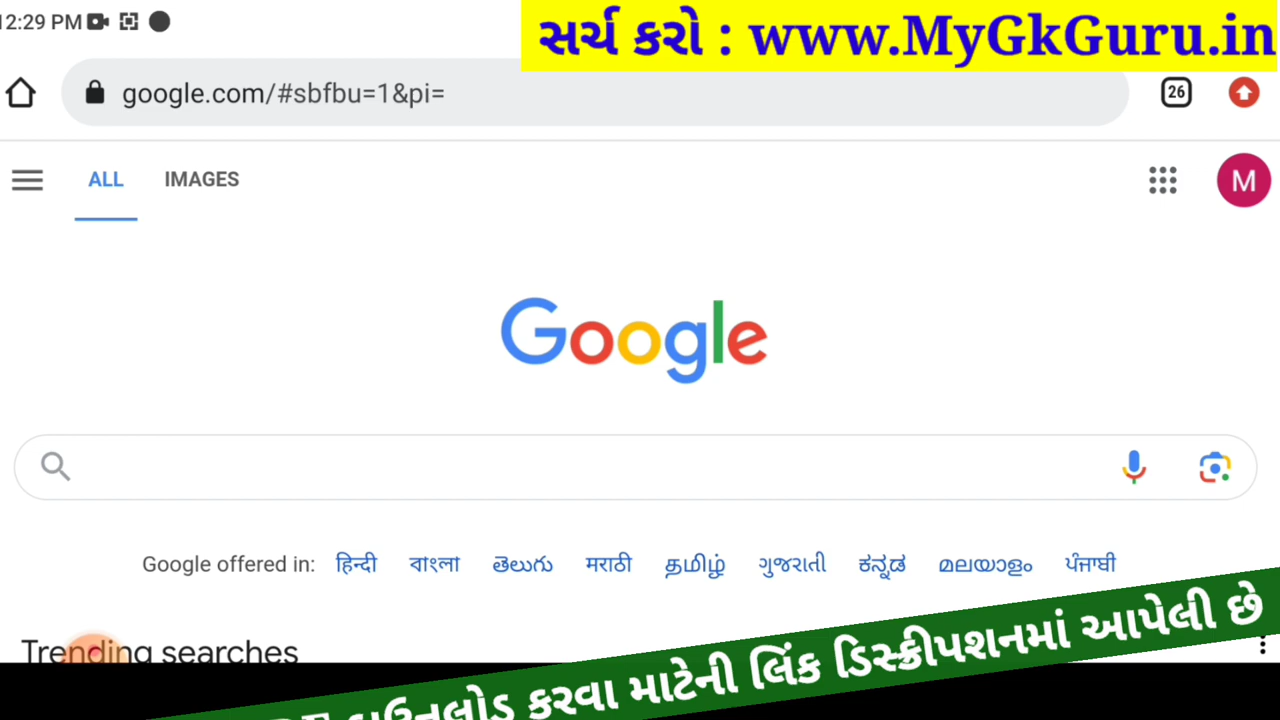 12:29 PM
સર્ચ કરો : www.MyGkGuru.in
google.com/#sbfbu=1&pi=
26
ALL IMAGES
M
Google
Google offered in: हिन्दी বাংলা తెలుగు मराठी தமிழ் ગુજરાતી ಕನ್ನಡ മലയാളം ਪੰਜਾਬੀ
Trending searches
ડાઉનલોડ કરવા માટેની લિંક ડિસ્ક્રીપશનમાં આપેલી છે